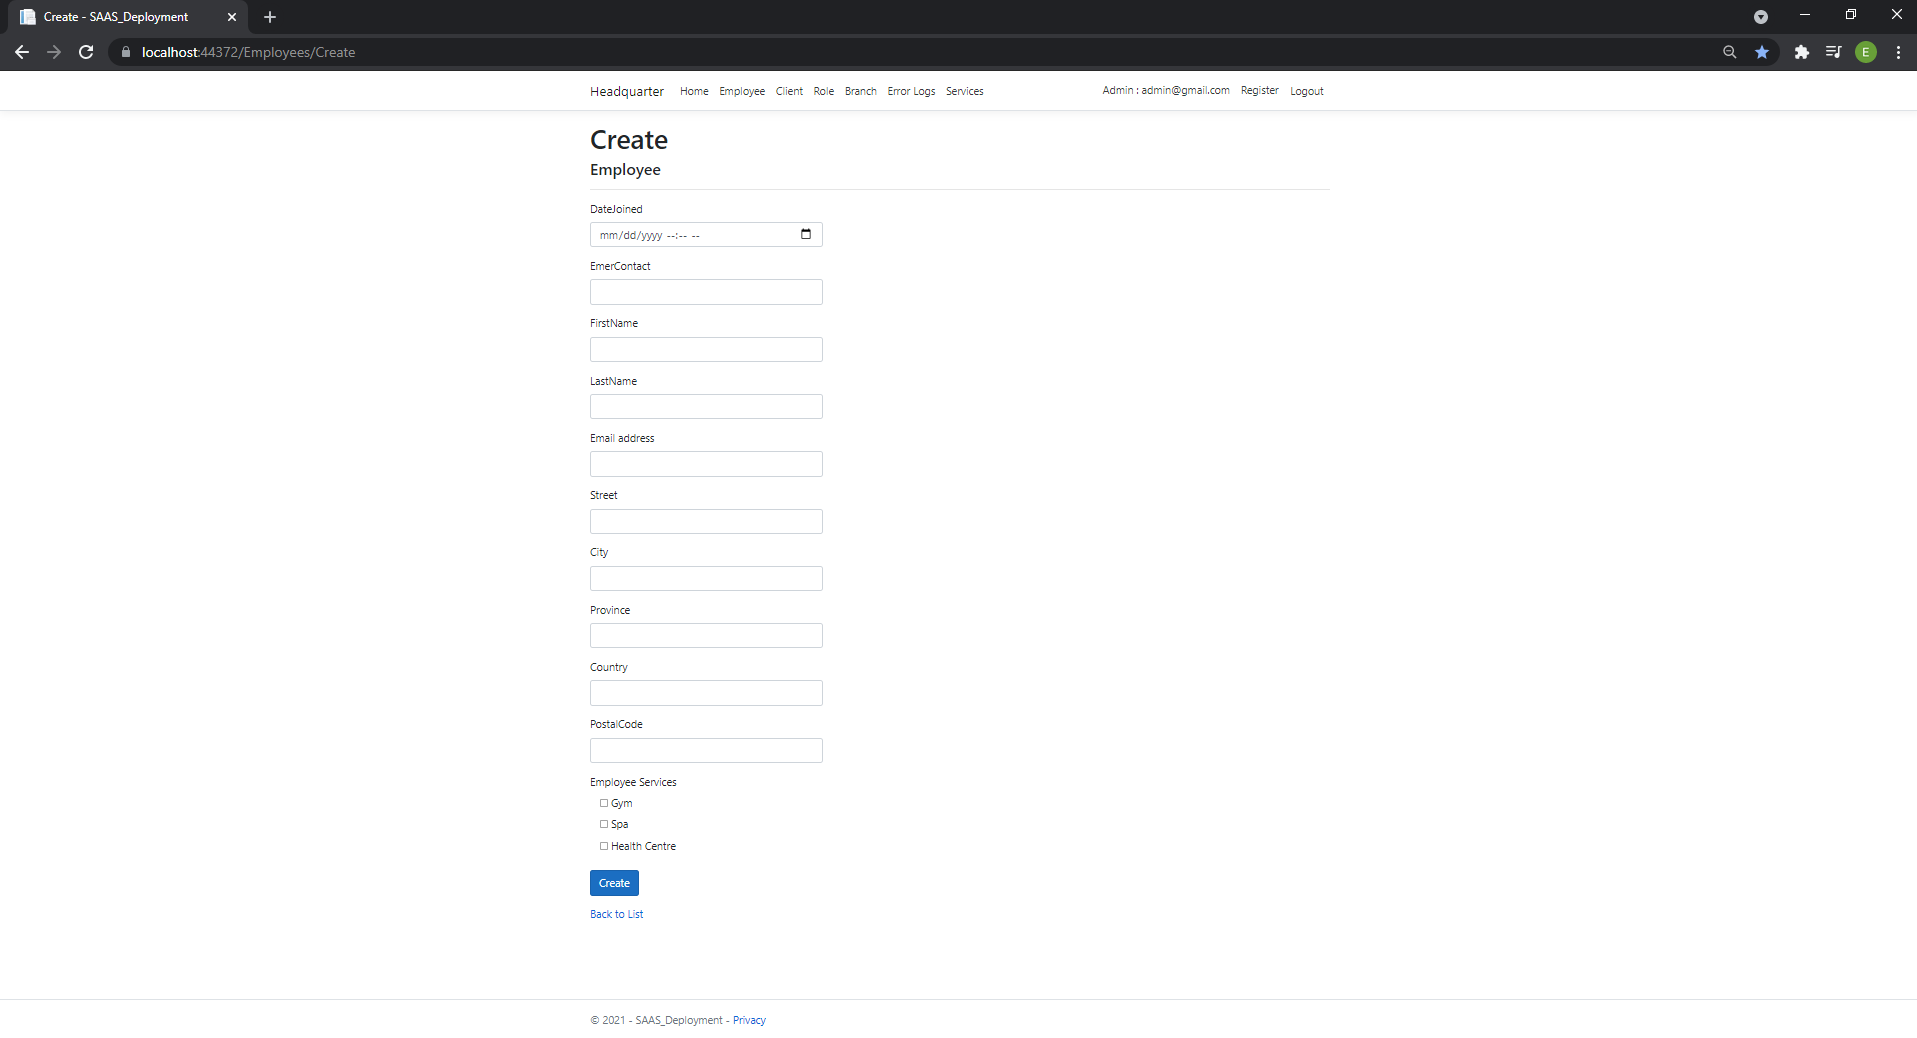 Create - SAAS_Deployment
localhost:44372/Employees/Create
E
Headquarter Home Employee Client Role Branch Error Logs Services Admin : admin@gmail.com Register Logout
Create
Employee
DateJoined
mm/dd/yyyy --:-- --
EmerContact
FirstName
LastName
Email address
Street
City
Province
Country
PostalCode
Employee Services
Gym
Spa
Health Centre
Create
Back to List
© 2021 - SAAS_Deployment - Privacy